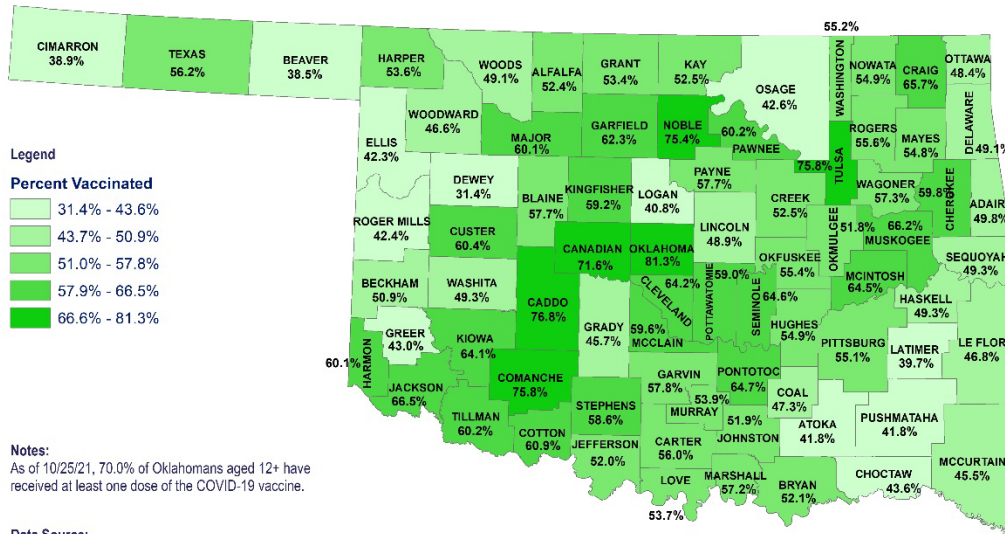 55.2%
CIMARRON
38.9%
TEXAS
56.2%
BEAVER
38.5%
HARPER
53.6%
WOODS
49.1%
ALFALFA
52.4%
GRANT
53.4%
KAY
52.5%
OSAGE
42.6%
WASHINGTON
NOWATA
54.9%
CRAIG
65.7%
OTTAWA
48.4%
ELLIS
42.3%
WOODWARD
46.6%
MAJOR
60.1%
GARFIELD
62.3%
NOBLE
75.4%
60.2%
PAWNEE
75.8%
TULSA
ROGERS
55.6%
MAYES
54.8%
DELAWARE
49.1%
Legend
Percent Vaccinated
31.4% - 43.6%
43.7% - 50.9%
51.0% - 57.8%
57.9% - 66.5%
66.6% - 81.3%
DEWEY
31.4%
BLAINE
57.7%
KINGFISHER
59.2%
LOGAN
40.8%
PAYNE
57.7%
CREEK
52.5%
WAGONER
57.3%
59.8%
CHEROKEE
ADAIR
49.8%
ROGER MILLS
42.4%
CUSTER
60.4%
CANADIAN
71.6%
OKLAHOMA
81.3%
LINCOLN
48.9%
OKFUSKEE
55.4%
OKMULGEE
51.8%
66.2%
MUSKOGEE
SEQUOYAH
49.3%
BECKHAM
50.9%
WASHITA
49.3%
CADDO
76.8%
GRADY
45.7%
64.2%
CLEVELAND
59.6%
MCCLAIN
POTTAWATOMIE
59.0%
SEMINOLE
64.6%
HUGHES
54.9%
MCINTOSH
64.5%
HASKELL
49.3%
PITTSBURG
55.1%
LATIMER
39.7%
LE FLOR
46.8%
GREER
43.0%
KIOWA
64.1%
60.1%
HARMON
JACKSON
66.5%
COMANCHE
75.8%
TILLMAN
60.2%
COTTON
60.9%
STEPHENS
58.6%
GARVIN
57.8%
53.9%
MURRAY
PONTOTOC
64.7%
51.9%
JOHNSTON
COAL
47.3%
ATOKA
41.8%
PUSHMATAHA
41.8%
JEFFERSON
52.0%
CARTER
56.0%
LOVE
53.7%
MARSHALL
57.2%
BRYAN
52.1%
CHOCTAW
43.6%
MCCURTAIN
45.5%
Notes:
As of 10/25/21, 70.0% of Oklahomans aged 12+ have
received at least one dose of the COVID-19 vaccine.
Data Source: